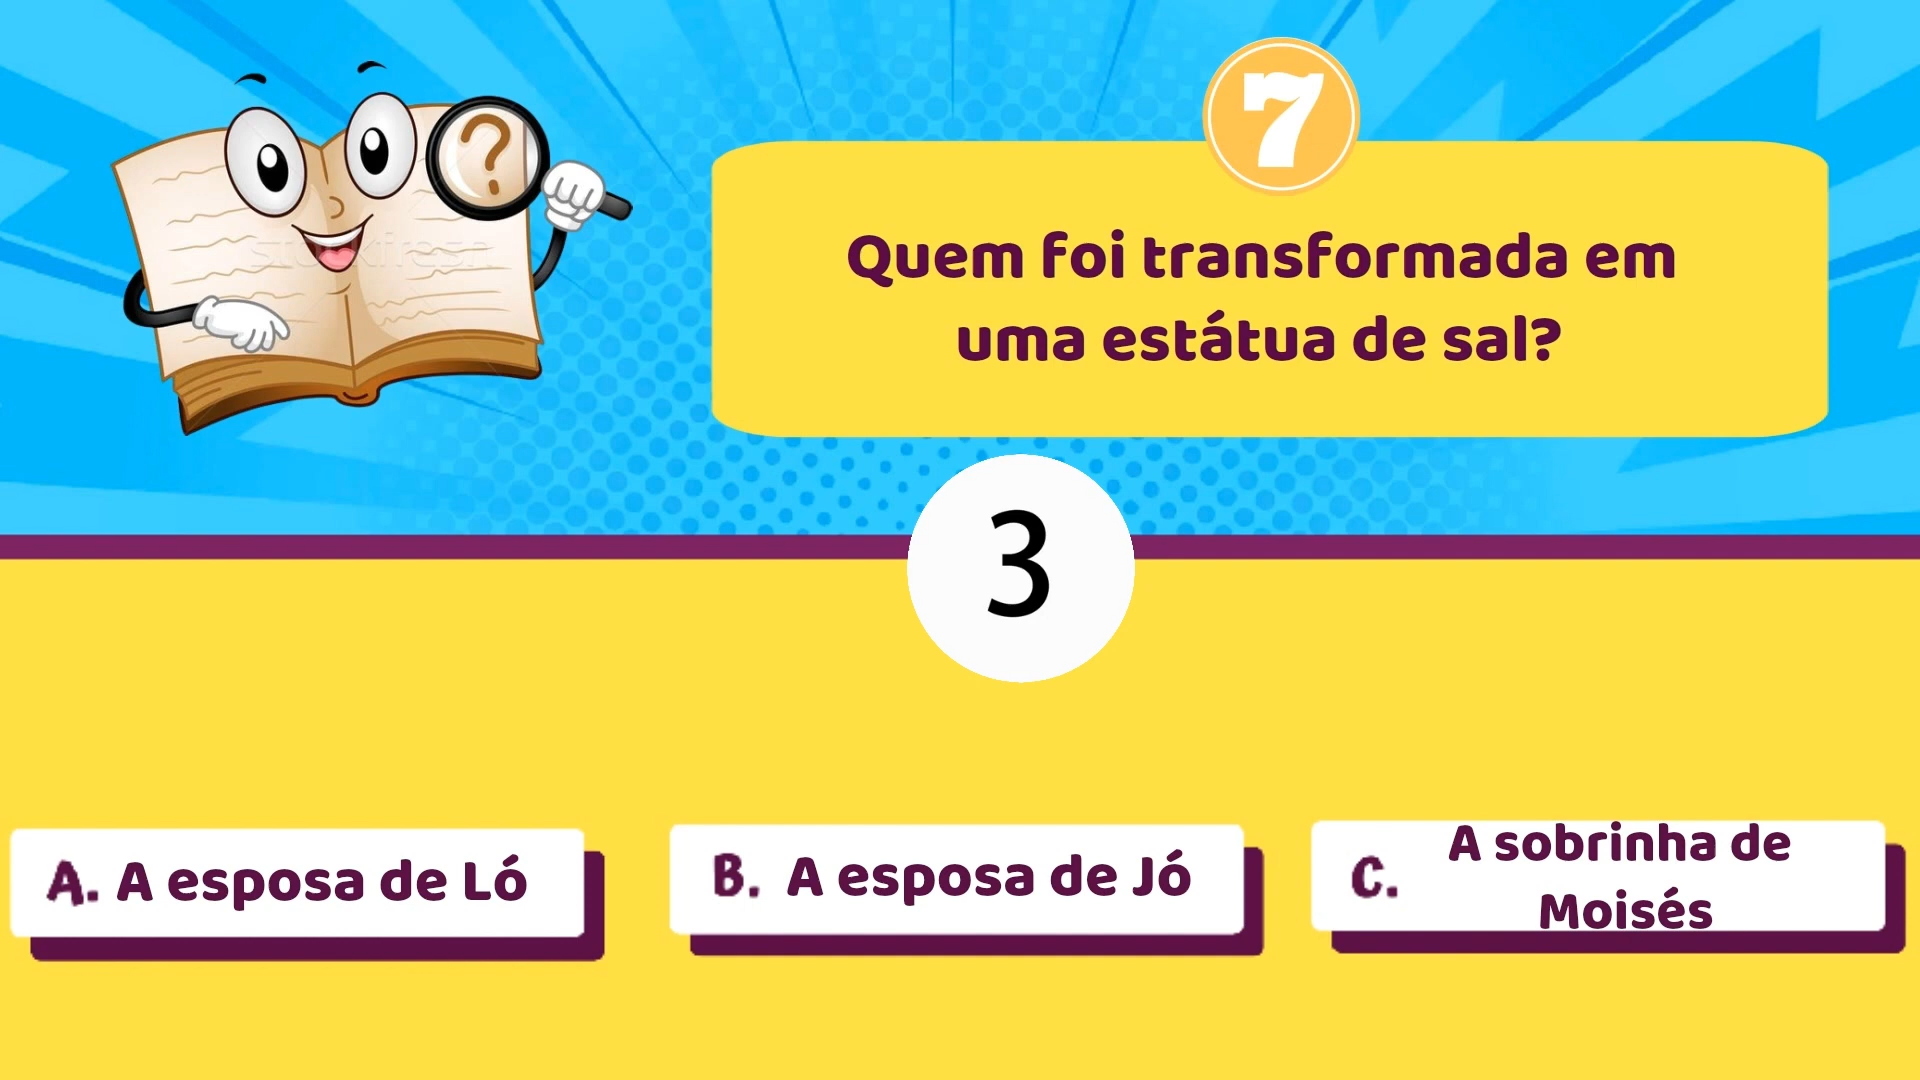 7
Quem foi transformada em
uma estátua de sal?
3
A. A esposa de Ló
B. A esposa de Jó
C. A sobrinha de
Moisés